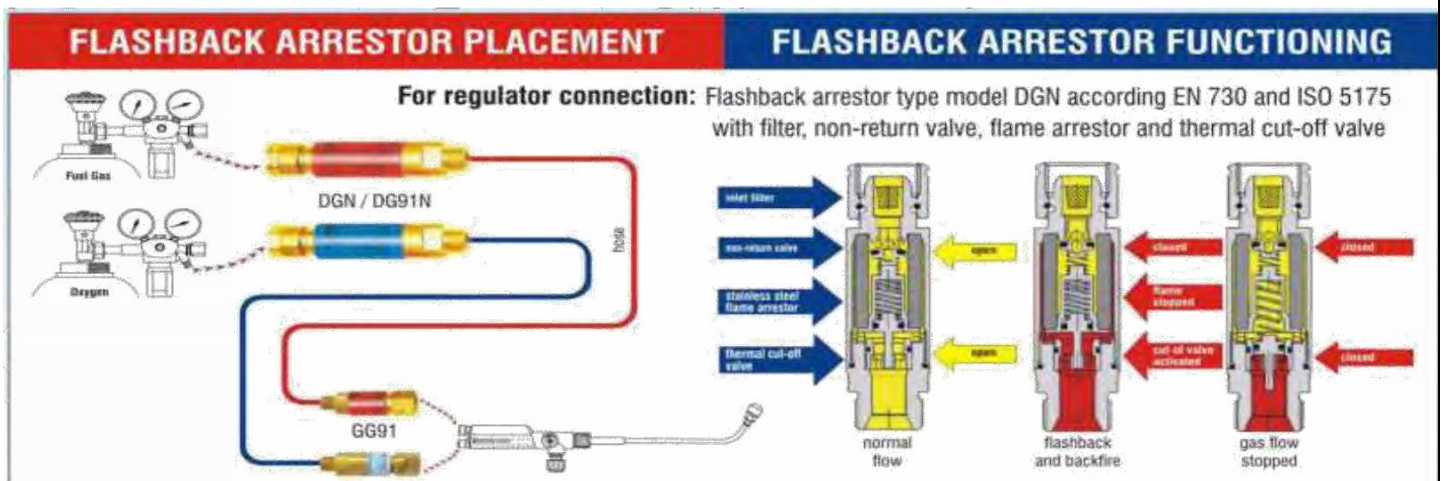 FLASHBACK ARRESTOR PLACEMENT
FLASHBACK ARRESTOR FUNCTIONING
For regulator connection: Flashback arrestor type model DGN according EN 730 and ISO 5175
with filter, non-return valve, flame arrestor and thermal cut-off valve
Fuel Gas
DGN / DG91N
Oxygen
hose
GG91
inlet filter
non-return valve
open
closed
closed
stainless steel
flame arrestor
flame
stopped
thermal cut-off
valve
open
cut-of valve
activated
closed
normal
flow
flashback
and backfire
gas flow
stopped